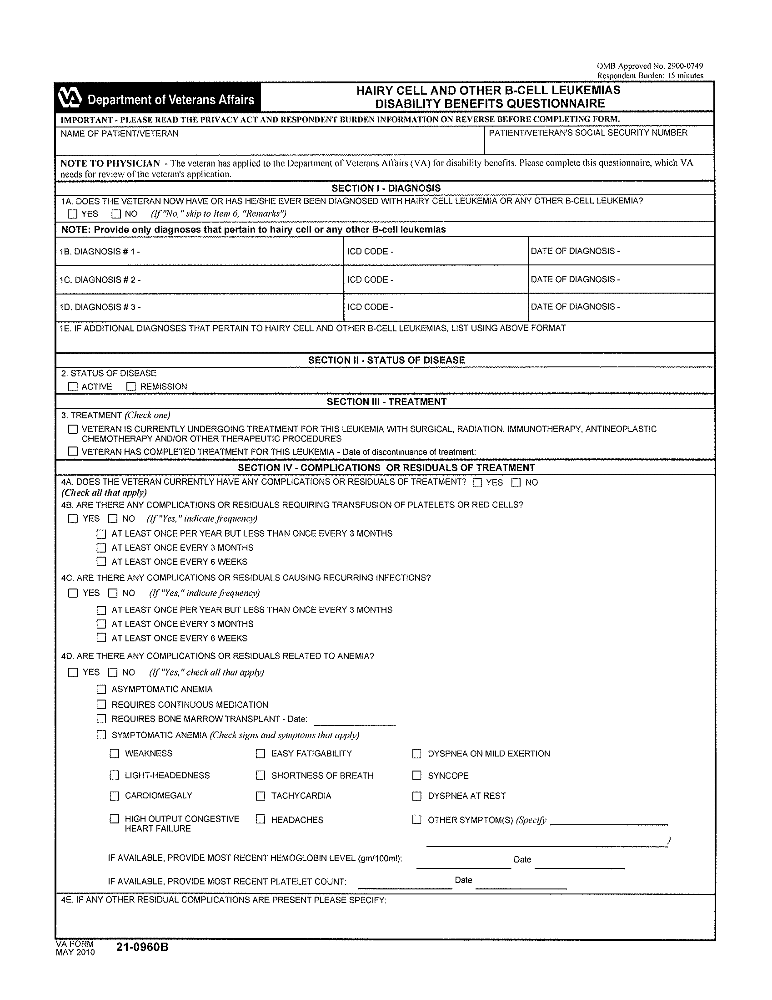 OMB Approved No. 2900-0749
Respondent Burden: 15 minutes
VA Department of Veterans Affairs
HAIRY CELL AND OTHER B-CELL LEUKEMIAS
DISABILITY BENEFITS QUESTIONNAIRE
IMPORTANT - PLEASE READ THE PRIVACY ACT AND RESPONDENT BURDEN INFORMATION ON REVERSE BEFORE COMPLETING FORM.
NAME OF PATIENT/VETERAN
PATIENT/VETERAN'S SOCIAL SECURITY NUMBER
NOTE TO PHYSICIAN - The veteran has applied to the Department of Veterans Affairs (VA) for disability benefits. Please complete this questionnaire, which VA
needs for review of the veteran's application.
SECTION I - DIAGNOSIS
1A. DOES THE VETERAN NOW HAVE OR HAS HE/SHE EVER BEEN DIAGNOSED WITH HAIRY CELL LEUKEMIA OR ANY OTHER B-CELL LEUKEMIA?
YES NO (If "No," skip to Item 6, "Remarks")
NOTE: Provide only diagnoses that pertain to hairy cell or any other B-cell leukemias
1B. DIAGNOSIS # 1 - ICD CODE - DATE OF DIAGNOSIS -
1C. DIAGNOSIS # 2 - ICD CODE - DATE OF DIAGNOSIS -
1D. DIAGNOSIS # 3 - ICD CODE - DATE OF DIAGNOSIS -
1E. IF ADDITIONAL DIAGNOSES THAT PERTAIN TO HAIRY CELL AND OTHER B-CELL LEUKEMIAS, LIST USING ABOVE FORMAT
SECTION II - STATUS OF DISEASE
2. STATUS OF DISEASE
ACTIVE REMISSION
SECTION III - TREATMENT
3. TREATMENT (Check one)
VETERAN IS CURRENTLY UNDERGOING TREATMENT FOR THIS LEUKEMIA WITH SURGICAL, RADIATION, IMMUNOTHERAPY, ANTINEOPLASTIC
CHEMOTHERAPY AND/OR OTHER THERAPEUTIC PROCEDURES
VETERAN HAS COMPLETED TREATMENT FOR THIS LEUKEMIA - Date of discontinuance of treatment:
SECTION IV - COMPLICATIONS OR RESIDUALS OF TREATMENT
4A. DOES THE VETERAN CURRENTLY HAVE ANY COMPLICATIONS OR RESIDUALS OF TREATMENT? YES NO
(Check all that apply)
4B. ARE THERE ANY COMPLICATIONS OR RESIDUALS REQUIRING TRANSFUSION OF PLATELETS OR RED CELLS?
YES NO (If "Yes," indicate frequency)
AT LEAST ONCE PER YEAR BUT LESS THAN ONCE EVERY 3 MONTHS
AT LEAST ONCE EVERY 3 MONTHS
AT LEAST ONCE EVERY 6 WEEKS
4C. ARE THERE ANY COMPLICATIONS OR RESIDUALS CAUSING RECURRING INFECTIONS?
YES NO (If "Yes," indicate frequency)
AT LEAST ONCE PER YEAR BUT LESS THAN ONCE EVERY 3 MONTHS
AT LEAST ONCE EVERY 3 MONTHS
AT LEAST ONCE EVERY 6 WEEKS
4D. ARE THERE ANY COMPLICATIONS OR RESIDUALS RELATED TO ANEMIA?
YES NO (If "Yes," check all that apply)
ASYMPTOMATIC ANEMIA
REQUIRES CONTINUOUS MEDICATION
REQUIRES BONE MARROW TRANSPLANT - Date:
SYMPTOMATIC ANEMIA (Check signs and symptoms that apply)
WEAKNESS EASY FATIGABILITY DYSPNEA ON MILD EXERTION
LIGHT-HEADEDNESS SHORTNESS OF BREATH SYNCOPE
CARDIOMEGALY TACHYCARDIA DYSPNEA AT REST
HIGH OUTPUT CONGESTIVE HEADACHES OTHER SYMPTOM(S) (Specify
HEART FAILURE
)
IF AVAILABLE, PROVIDE MOST RECENT HEMOGLOBIN LEVEL (gm/100ml): Date
IF AVAILABLE, PROVIDE MOST RECENT PLATELET COUNT: Date
4E. IF ANY OTHER RESIDUAL COMPLICATIONS ARE PRESENT PLEASE SPECIFY:
VA FORM
MAY 2010
21-0960B